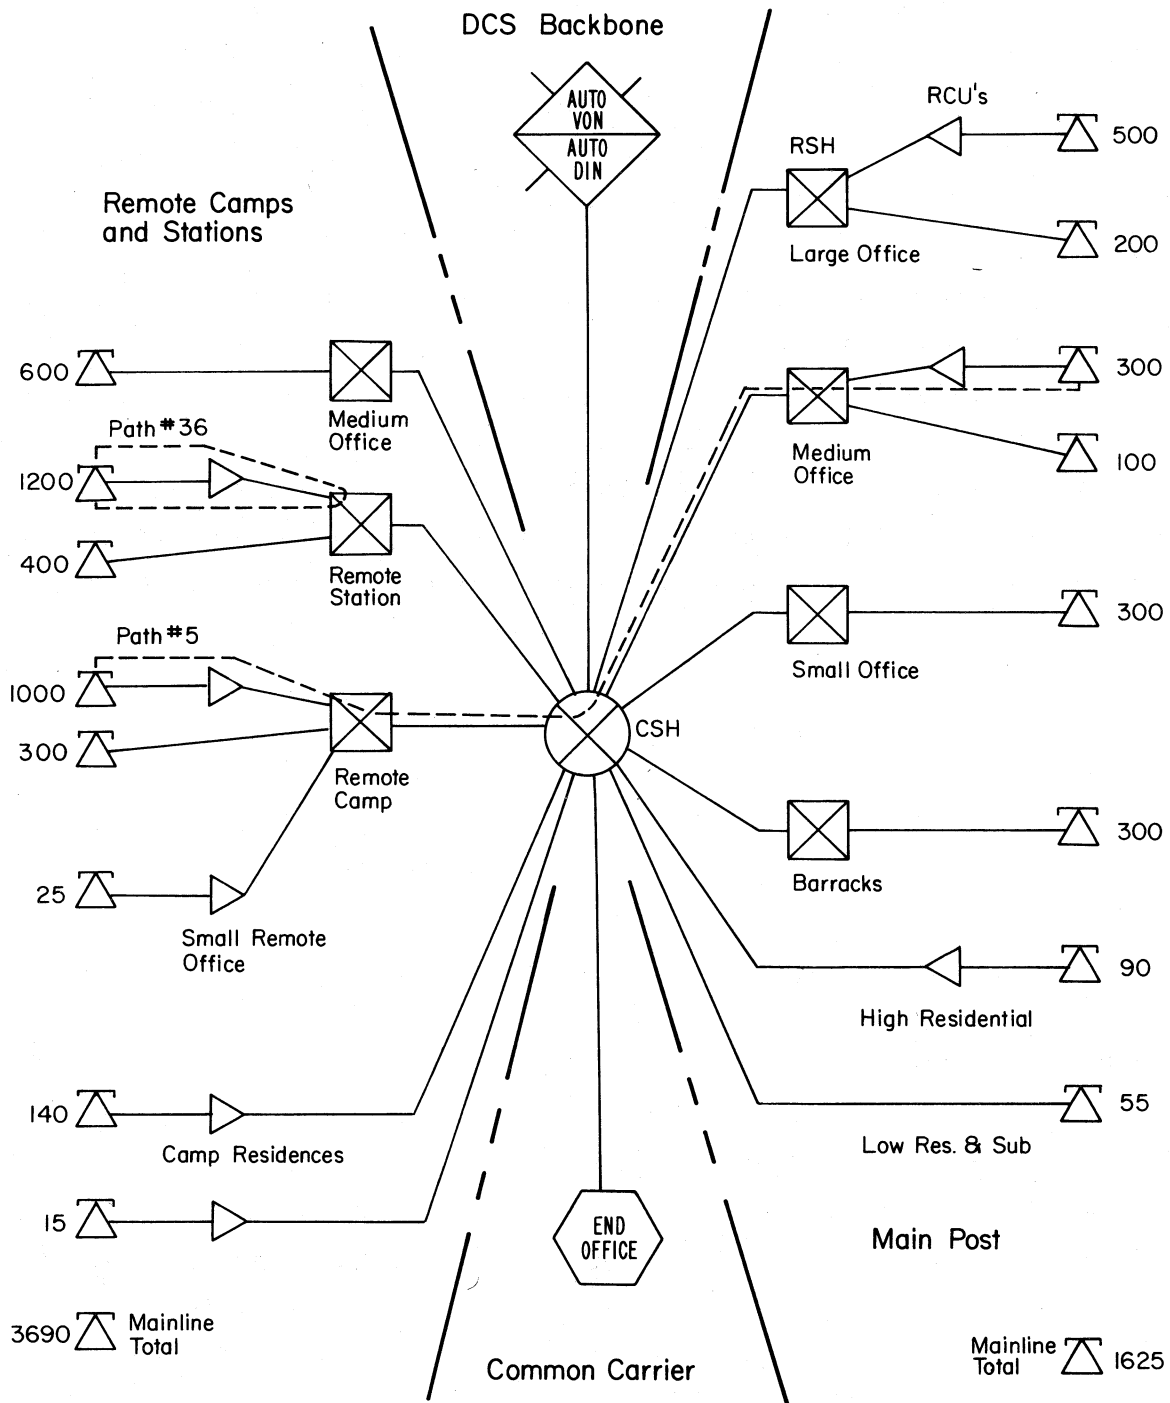 DCS Backbone
AUTO
VON
AUTO
DIN
Remote Camps
and Stations
RCU's
RSH
500
200
Large Office
600
Medium
Office
300
100
Medium
Office
Path #36
1200
400
Remote
Station
300
Small Office
Path #5
1000
300
Remote
Camp
CSH
25
Small Remote
Office
300
Barracks
90
High Residential
140
Camp Residences
55
Low Res. & Sub
15
END
OFFICE
Main Post
3690
Mainline
Total
Common Carrier
Mainline
Total
1625